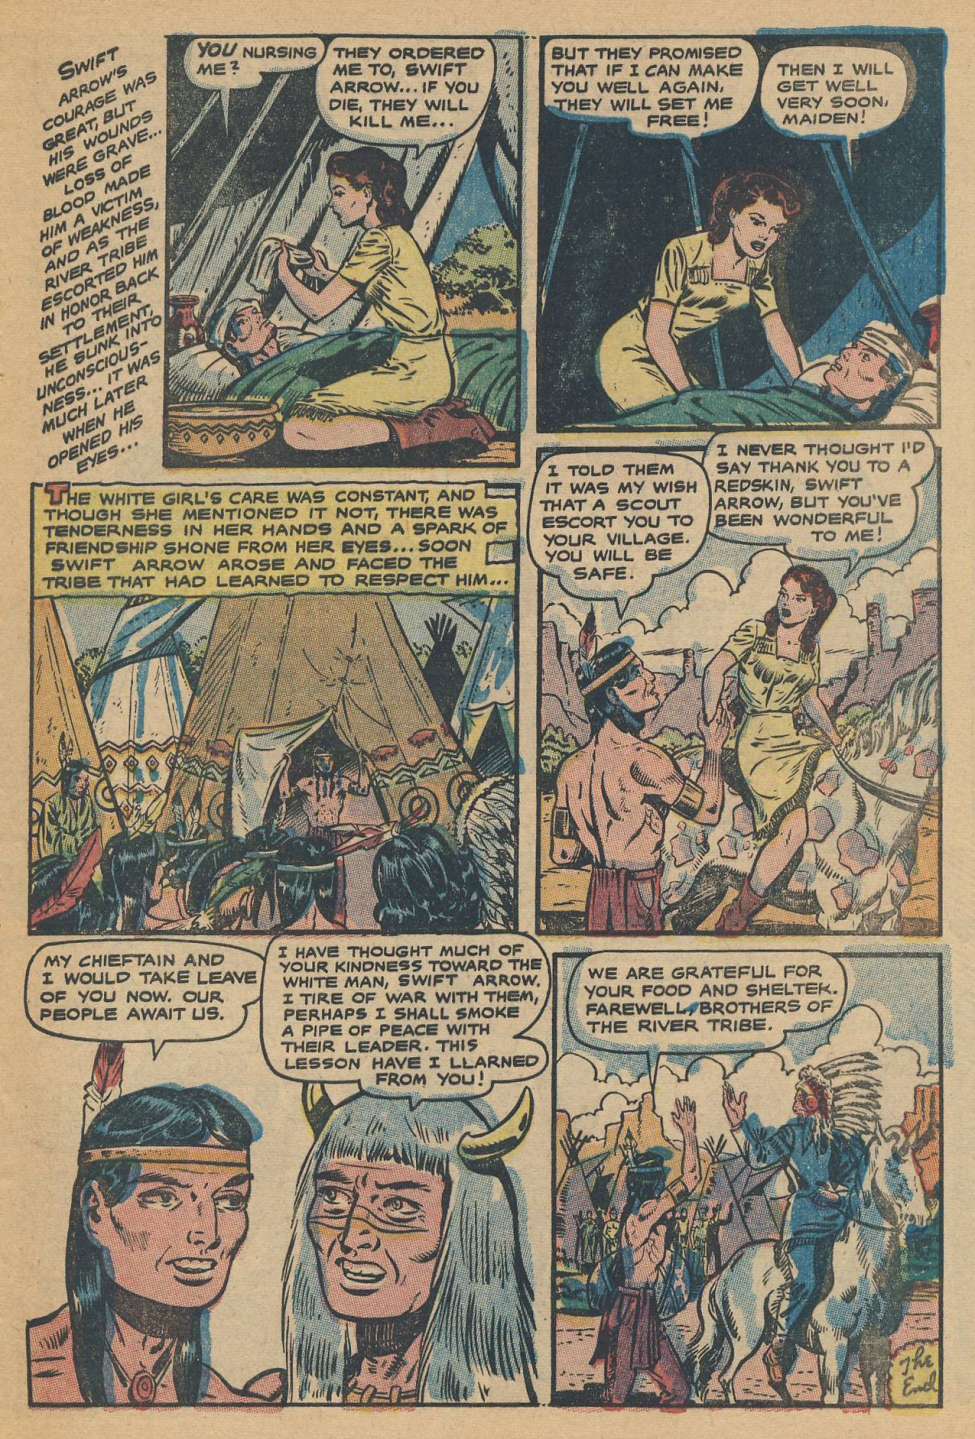 SWIFT
ARROW'S
COURAGE WAS
GREAT, BUT
HIS WOUNDS
WERE GRAVE...
LOSS OF
BLOOD MADE
HIM A VICTIM
OF WEAKNESS,
AND AS THE
RIVER TRIBE
ESCORTED HIM
IN HONOR BACK
TO THEIR
SETTLEMENT,
HE SUNK INTO
UNCONSCIOUS-
NESS... IT WAS
MUCH LATER
WHEN HE
OPENED HIS
EYES...
YOU NURSING
ME?
THEY ORDERED
ME TO, SWIFT
ARROW... IF YOU
DIE, THEY WILL
KILL ME...
BUT THEY PROMISED
THAT IF I CAN MAKE
YOU WELL AGAIN,
THEY WILL SET ME
FREE!
THEN I WILL
GET WELL
VERY SOON,
MAIDEN!
THE WHITE GIRL'S CARE WAS CONSTANT, AND
THOUGH SHE MENTIONED IT NOT, THERE WAS
TENDERNESS IN HER HANDS AND A SPARK OF
FRIENDSHIP SHONE FROM HER EYES... SOON
SWIFT ARROW AROSE AND FACED THE
TRIBE THAT HAD LEARNED TO RESPECT HIM...
I TOLD THEM
IT WAS MY WISH
THAT A SCOUT
ESCORT YOU TO
YOUR VILLAGE.
YOU WILL BE
SAFE.
I NEVER THOUGHT I'D
SAY THANK YOU TO A
REDSKIN, SWIFT
ARROW, BUT YOU'VE
BEEN WONDERFUL
TO ME!
MY CHIEFTAIN AND
I WOULD TAKE LEAVE
OF YOU NOW. OUR
PEOPLE AWAIT US.
I HAVE THOUGHT MUCH OF
YOUR KINDNESS TOWARD THE
WHITE MAN, SWIFT ARROW.
I TIRE OF WAR WITH THEM,
PERHAPS I SHALL SMOKE
A PIPE OF PEACE WITH
THEIR LEADER. THIS
LESSON HAVE I LLARNED
FROM YOU!
WE ARE GRATEFUL FOR
YOUR FOOD AND SHELTEK.
FAREWELL, BROTHERS OF
THE RIVER TRIBE.
The
End